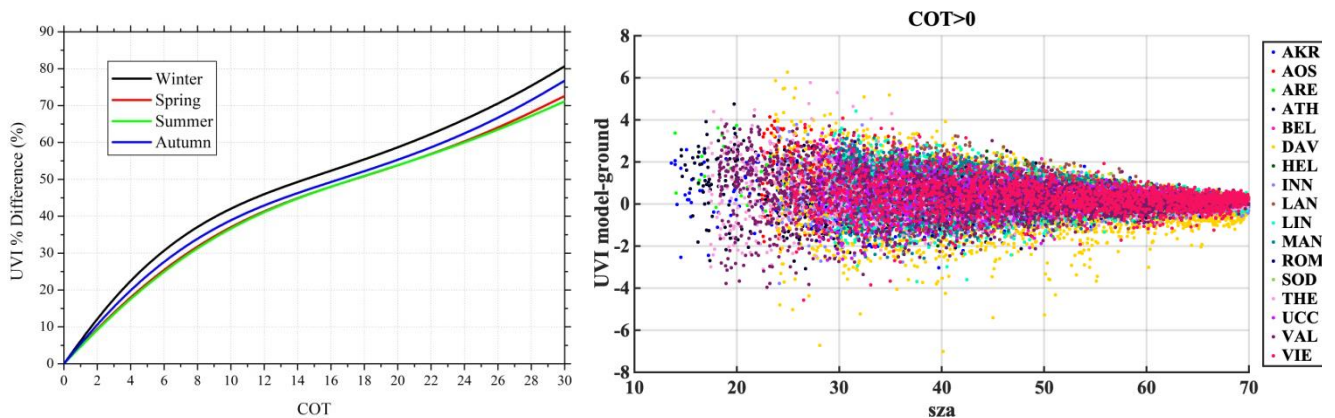 UVI % Difference (%)
90
80
70
60
50
40
30
20
10
0
Winter
Spring
Summer
Autumn
0 2 4 6 8 10 12 14 16 18 20 22 24 26 28 30
COT
COT>0
UVI model-ground
8
6
4
2
0
-2
-4
-6
-8
10 20 30 40 50 60 70
sza
AKR
AOS
ARE
ATH
BEL
DAV
HEL
INN
LAN
LIN
MAN
ROM
SOD
THE
UCC
VAL
VIE